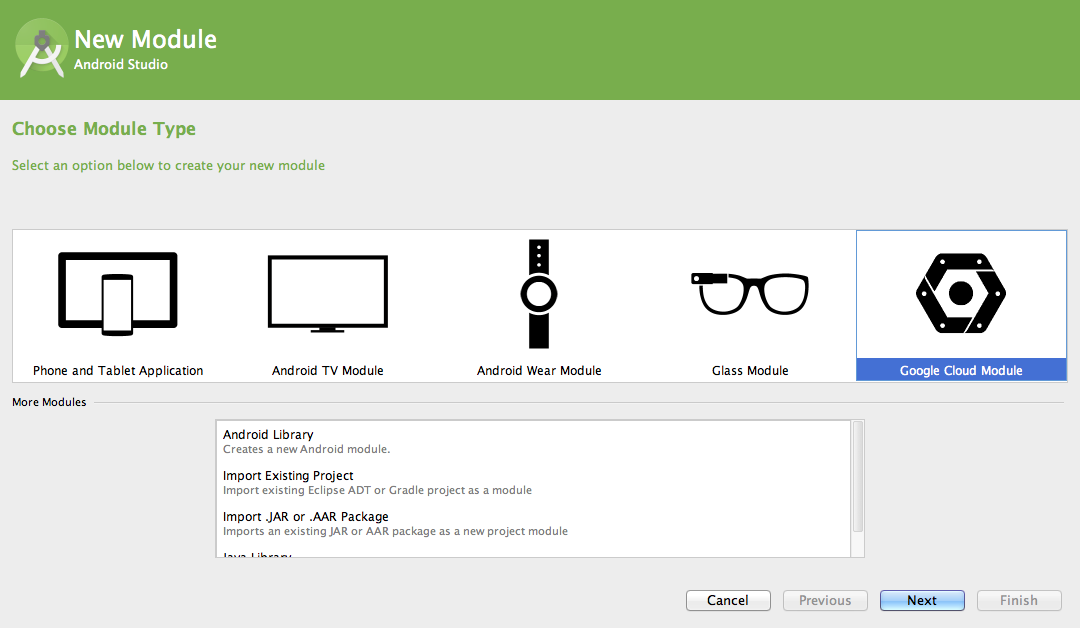 New Module
Android Studio
Choose Module Type
Select an option below to create your new module
Phone and Tablet Application
Android TV Module
Android Wear Module
Glass Module
Google Cloud Module
More Modules
Android Library
Creates a new Android module.
Import Existing Project
Import existing Eclipse ADT or Gradle project as a module
Import .JAR or .AAR Package
Imports an existing JAR or AAR package as a new project module
Java Library
Cancel
Previous
Next
Finish